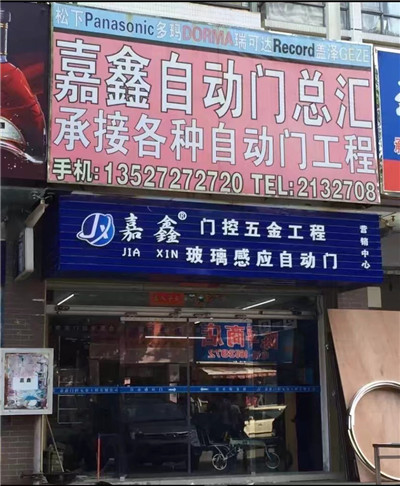 松下Panasonic多玛DORMA瑞可达Record盖泽GEZE
嘉鑫自动门总汇
承接各种自动门工程
手机:13527272720 TEL:2132708
嘉鑫® 门控五金工程
JIA XIN 玻璃感应自动门
营销中心